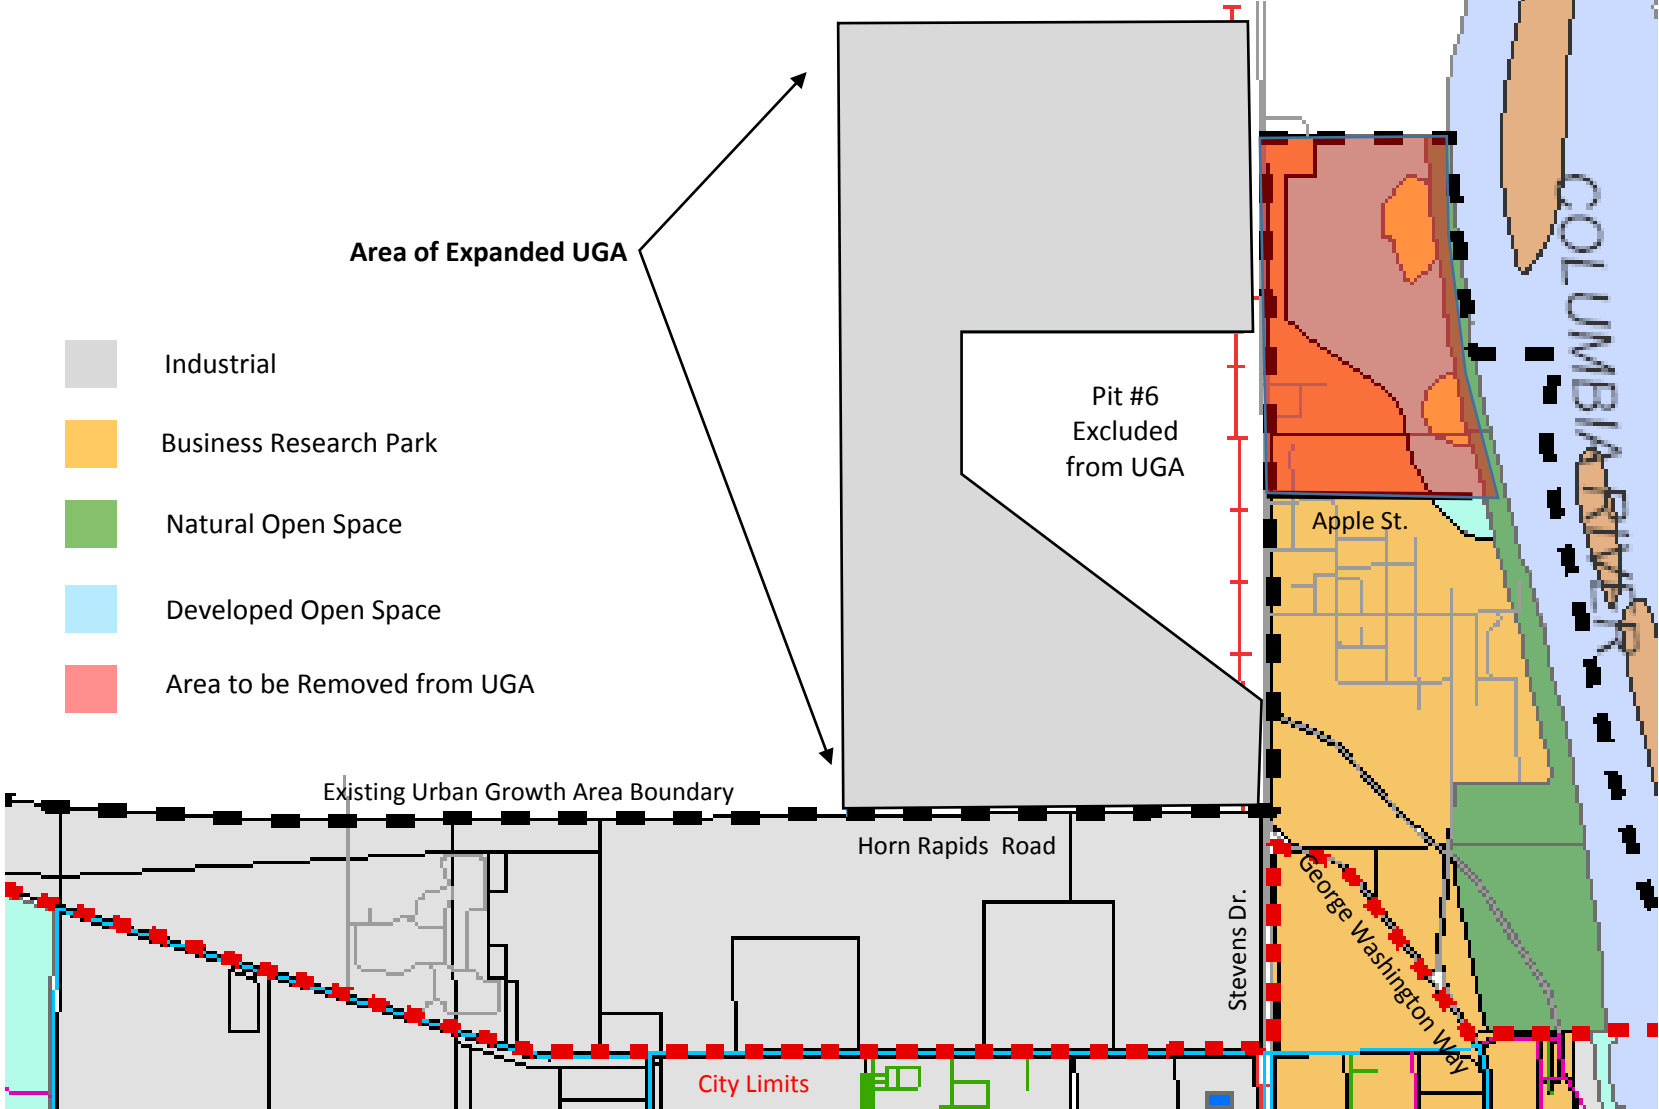 Area of Expanded UGA
Industrial
Business Research Park
Natural Open Space
Developed Open Space
Area to be Removed from UGA
Pit #6
Excluded
from UGA
Apple St.
COLUMBIA RIVER
Existing Urban Growth Area Boundary
Horn Rapids Road
Stevens Dr.
George Washington Way
City Limits